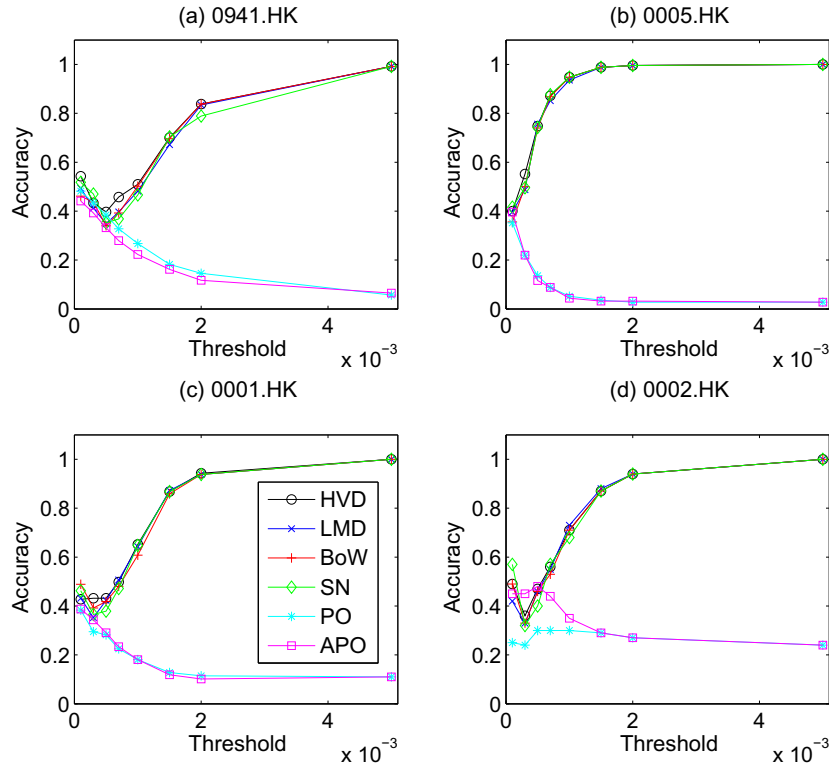 (a) 0941.HK
1
0.8
0.6
0.4
0.2
0
Accuracy
0 2 4
Threshold
x 10⁻³
(b) 0005.HK
1
0.8
0.6
0.4
0.2
0
Accuracy
0 2 4
Threshold
x 10⁻³
(c) 0001.HK
1
0.8
0.6
0.4
0.2
0
Accuracy
HVD
LMD
BoW
SN
PO
APO
0 2 4
Threshold
x 10⁻³
(d) 0002.HK
1
0.8
0.6
0.4
0.2
0
Accuracy
0 2 4
Threshold
x 10⁻³